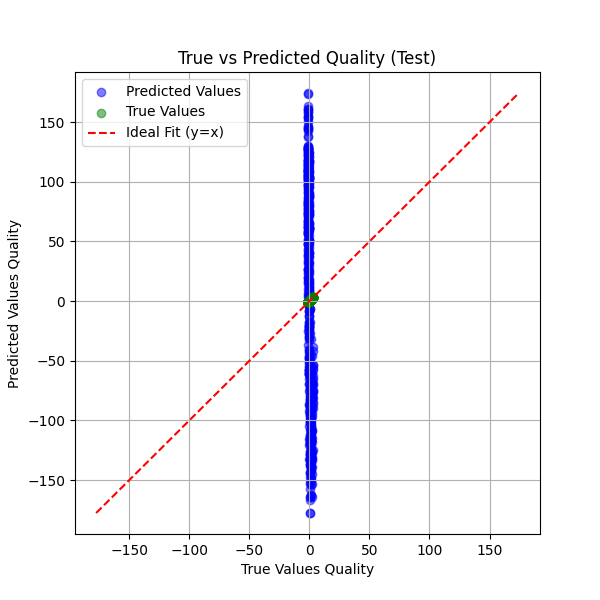 True vs Predicted Quality (Test)
Predicted Values
True Values
Ideal Fit (y=x)
150
100
50
0
−50
−100
−150
Predicted Values Quality
−150 −100 −50 0 50 100 150
True Values Quality